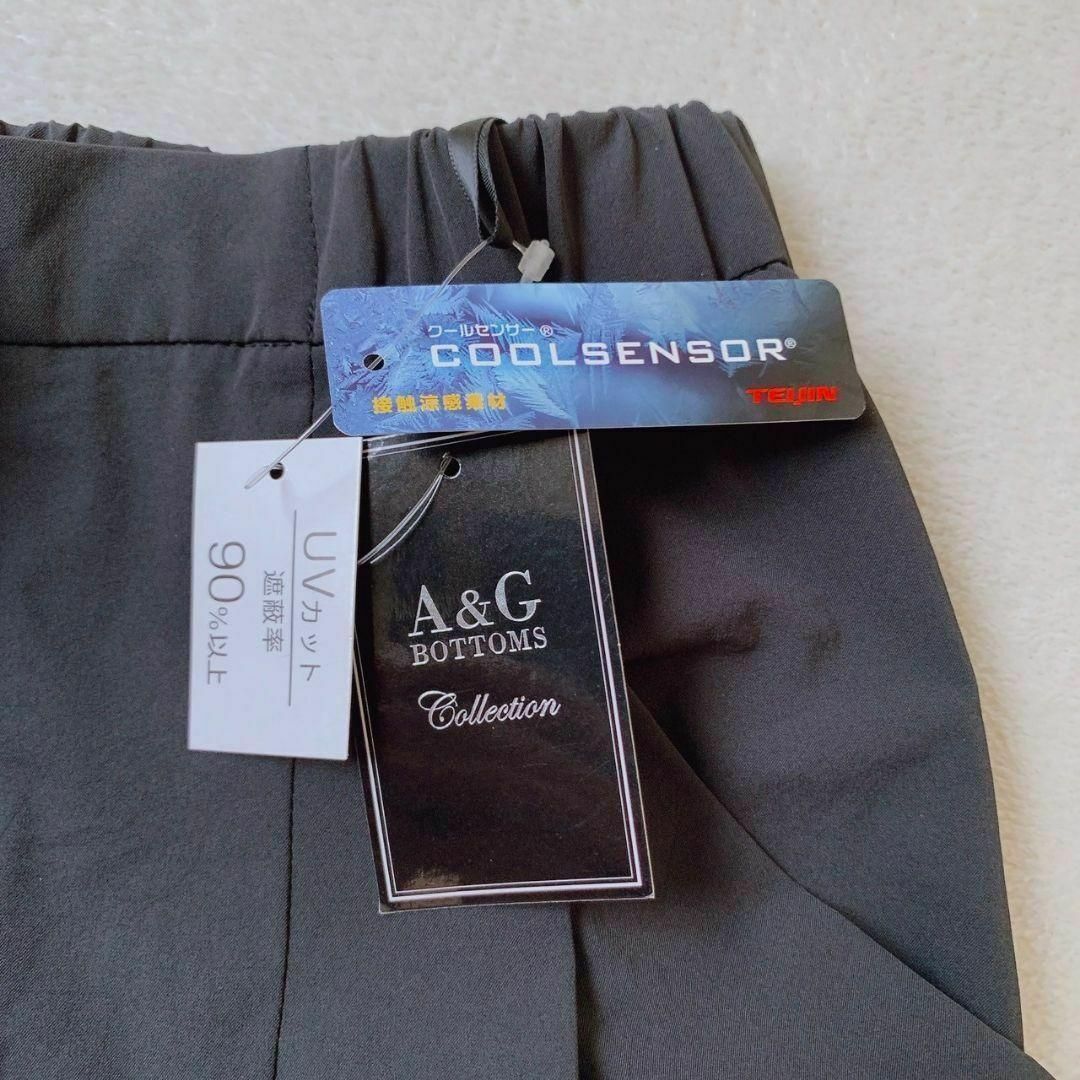 クールセンサー®
COOLSENSOR®
接触涼感素材
TEIJIN
UVカット
遮蔽率
90%以上
A&G
BOTTOMS
Collection